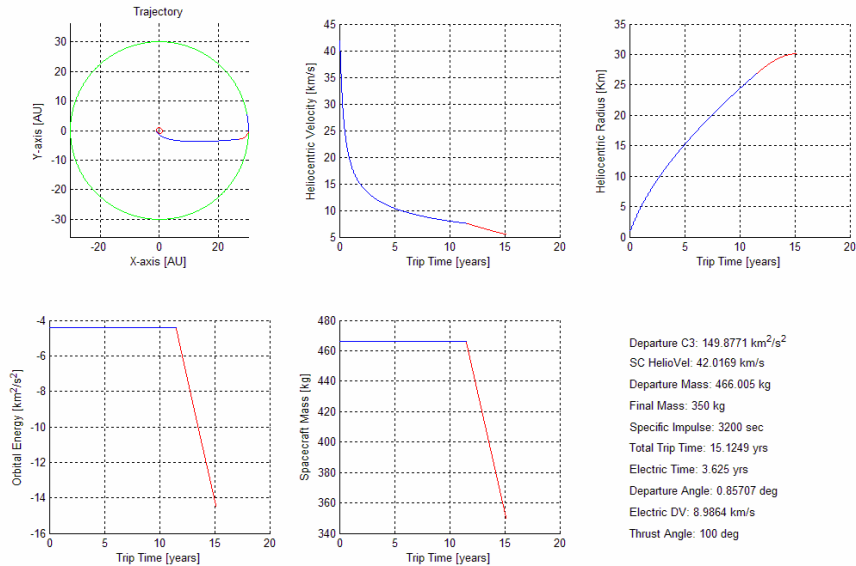 Trajectory
30
20
10
0
-10
-20
-30
Y-axis [AU]
-20
0
20
X-axis [AU]
45
40
35
30
25
20
15
10
5
Heliocentric Velocity [km/s]
0
5
10
15
20
Trip Time [years]
35
30
25
20
15
10
5
0
Heliocentric Radius [Km]
0
5
10
15
20
Trip Time [years]
-4
-6
-8
-10
-12
-14
-16
Orbital Energy [km²/s²]
0
5
10
15
20
Trip Time [years]
480
460
440
420
400
380
360
340
Spacecraft Mass [kg]
0
5
10
15
20
Trip Time [years]
Departure C3: 149.8771 km²/s²
SC HelioVel: 42.0169 km/s
Departure Mass: 466.005 kg
Final Mass: 350 kg
Specific Impulse: 3200 sec
Total Trip Time: 15.1249 yrs
Electric Time: 3.625 yrs
Departure Angle: 0.85707 deg
Electric DV: 8.9864 km/s
Thrust Angle: 100 deg